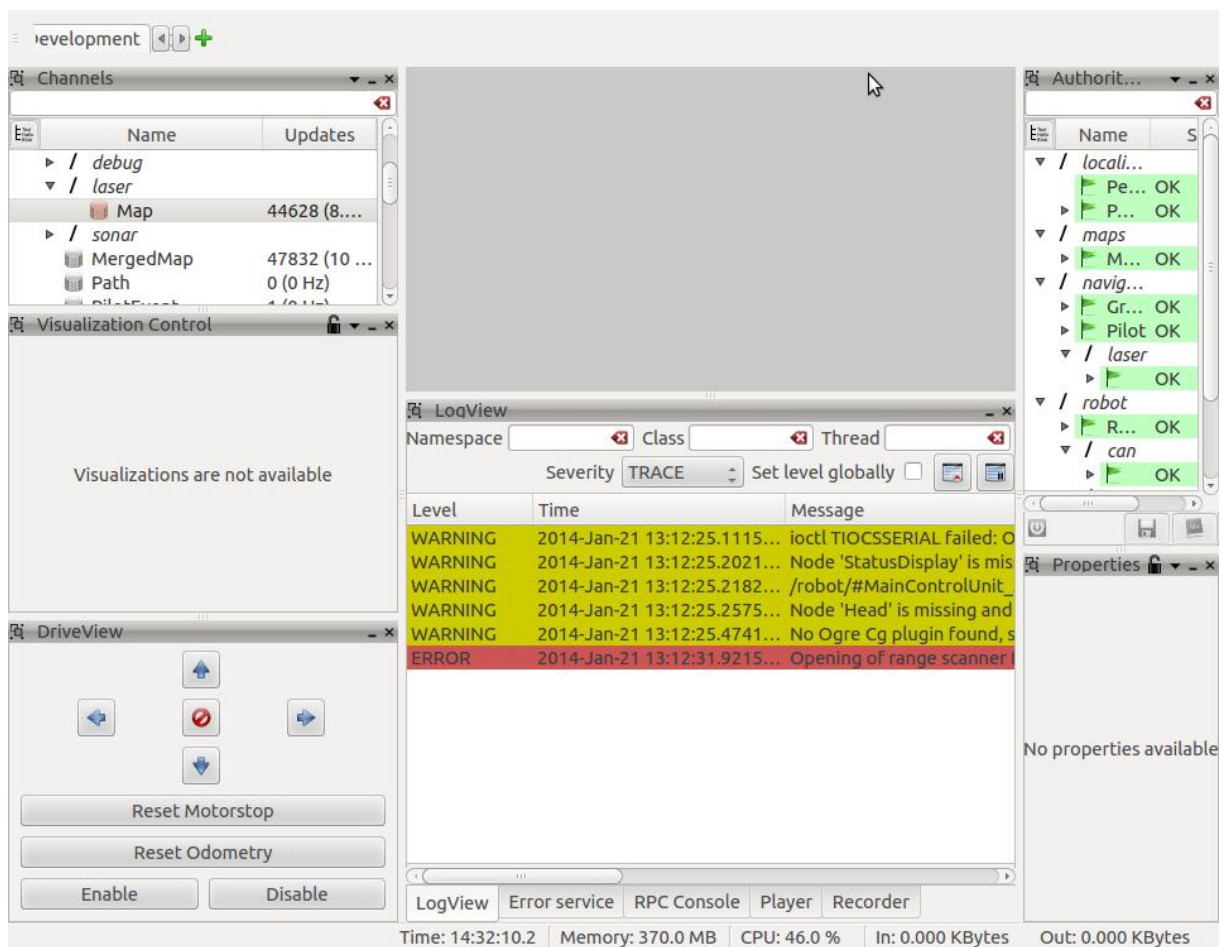 evelopment
Channels
Name Updates
/ debug
/ laser
Map 44628 (8....
/ sonar
MergedMap 47832 (10 ...
Path 0 (0 Hz)
Visualization Control
Visualizations are not available
DriveView
Reset Motorstop
Reset Odometry
Enable Disable
LogView
Namespace Class Thread
Severity TRACE Set level globally
Level Time Message
WARNING 2014-Jan-21 13:12:25.1115... ioctl TIOCSSERIAL failed: O
WARNING 2014-Jan-21 13:12:25.2021... Node 'StatusDisplay' is mis
WARNING 2014-Jan-21 13:12:25.2182... /robot/#MainControlUnit_
WARNING 2014-Jan-21 13:12:25.2575... Node 'Head' is missing and
WARNING 2014-Jan-21 13:12:25.4741... No Ogre Cg plugin found, s
ERROR 2014-Jan-21 13:12:31.9215... Opening of range scanner
LogView Error service RPC Console Player Recorder
Authorit...
Name S
/ locali...
Pe... OK
P... OK
/ maps
M... OK
/ navig...
Gr... OK
Pilot OK
/ laser
OK
/ robot
R... OK
/ can
OK
Properties
No properties available
Time: 14:32:10.2 Memory: 370.0 MB CPU: 46.0 % In: 0.000 KBytes Out: 0.000 KBytes